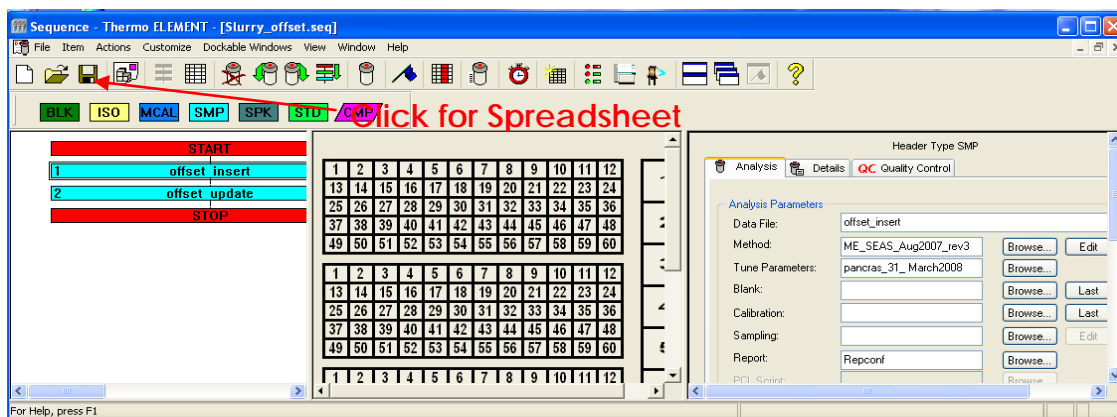 Sequence - Thermo ELEMENT - [Slurry_offset.seq]
File Item Actions Customize Dockable Windows View Window Help
Click for Spreadsheet
BLK ISO MCAL SMP SPK STD CMP
START
1 offset_insert
2 offset_update
STOP
1 2 3 4 5 6 7 8 9 10 11 12
13 14 15 16 17 18 19 20 21 22 23 24
25 26 27 28 29 30 31 32 33 34 35 36
37 38 39 40 41 42 43 44 45 46 47 48
49 50 51 52 53 54 55 56 57 58 59 60
1 2 3 4 5 6 7 8 9 10 11 12
13 14 15 16 17 18 19 20 21 22 23 24
25 26 27 28 29 30 31 32 33 34 35 36
37 38 39 40 41 42 43 44 45 46 47 48
49 50 51 52 53 54 55 56 57 58 59 60
1 2 3 4 5 6 7 8 9 10 11 12
Header Type SMP
Analysis Details QC Quality Control
Analysis Parameters
Data File: offset_insert
Method: ME_SEAS_Aug2007_rev3 Browse... Edit
Tune Parameters: pancras_31_ March2008 Browse...
Blank: Browse... Last
Calibration: Browse... Last
Sampling: Browse... Edit
Report: Repconf Browse...
PCL Script: Browse...
For Help, press F1